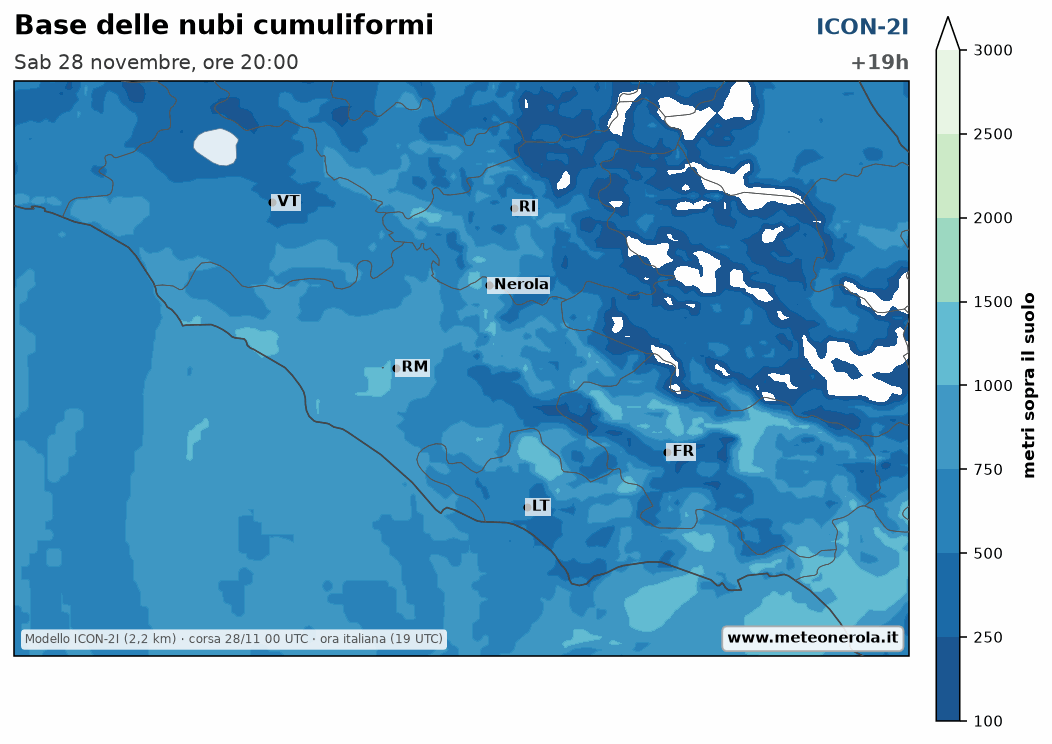 Base delle nubi cumuliformi
ICON-2I
Sab 28 novembre, ore 20:00
+19h
3000
2500
2000
1500
1000
750
500
250
100
metri sopra il suolo
VT
RI
Nerola
RM
FR
LT
Modello ICON-2I (2,2 km) · corsa 28/11 00 UTC · ora italiana (19 UTC)
www.meteonerola.it